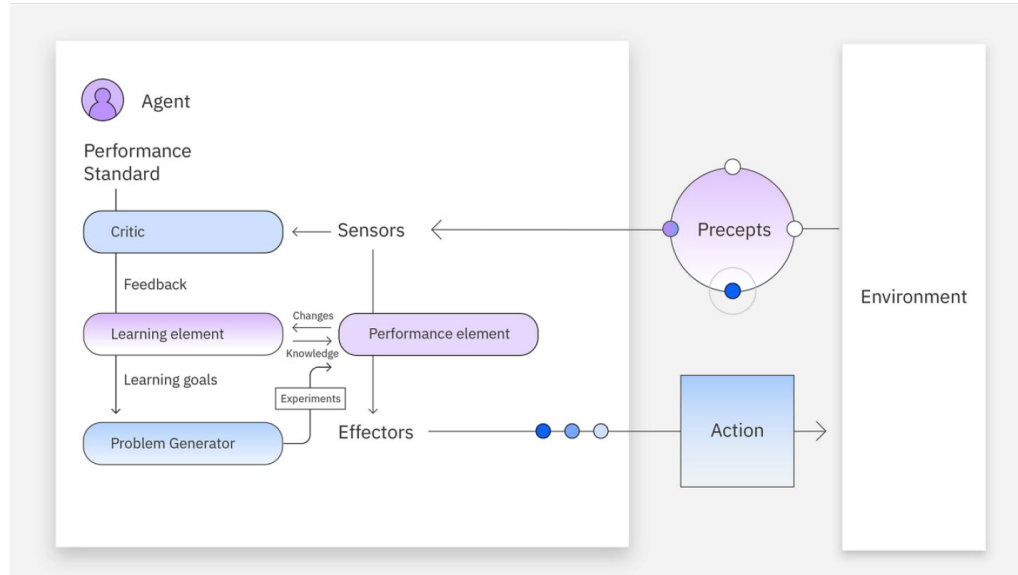 Agent
Performance
Standard
Critic
Sensors
Precepts
Feedback
Environment
Changes
Learning element
Performance element
Knowledge
Learning goals
Experiments
Problem Generator
Effectors
Action